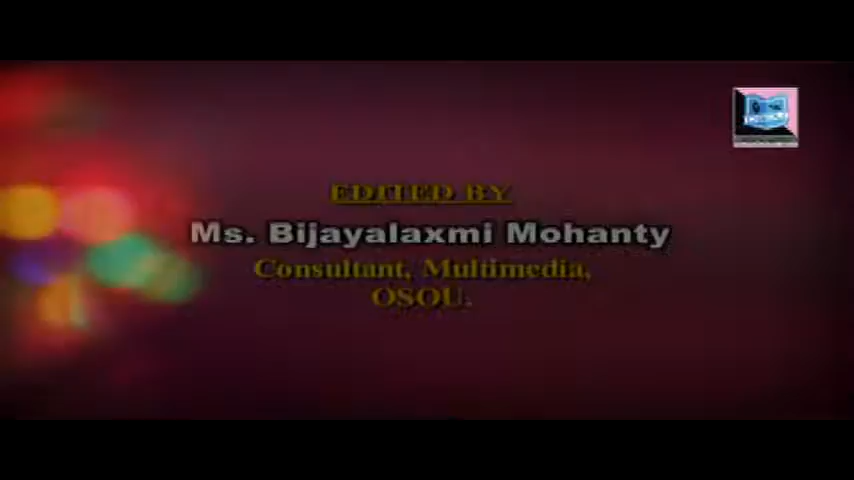 EDITED BY
Ms. Bijayalaxmi Mohanty
Consultant, Multimedia,
OSOU.